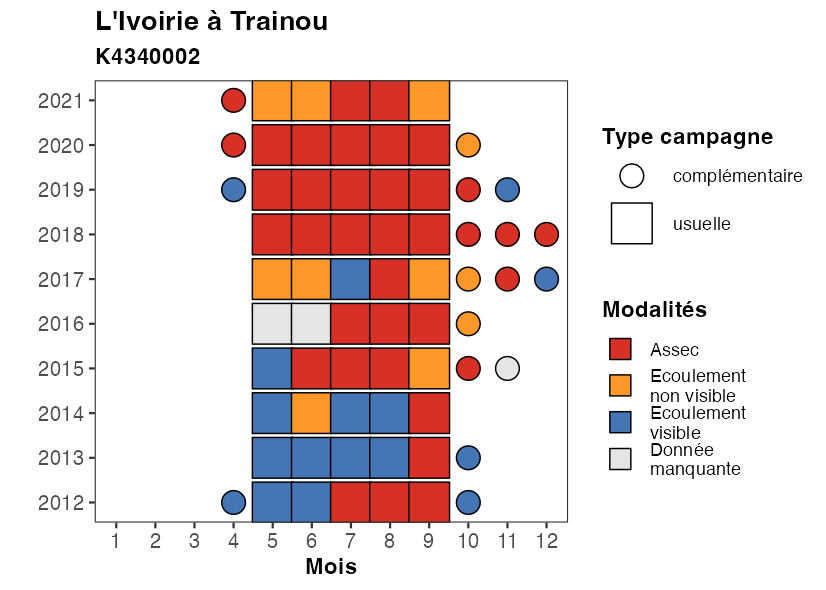 L'Ivoirie à Trainou
K4340002
2021
2020
2019
2018
2017
2016
2015
2014
2013
2012
1 2 3 4 5 6 7 8 9 10 11 12
Mois
Type campagne
complémentaire
usuelle
Modalités
Assec
Ecoulement
non visible
Ecoulement
visible
Donnée
manquante